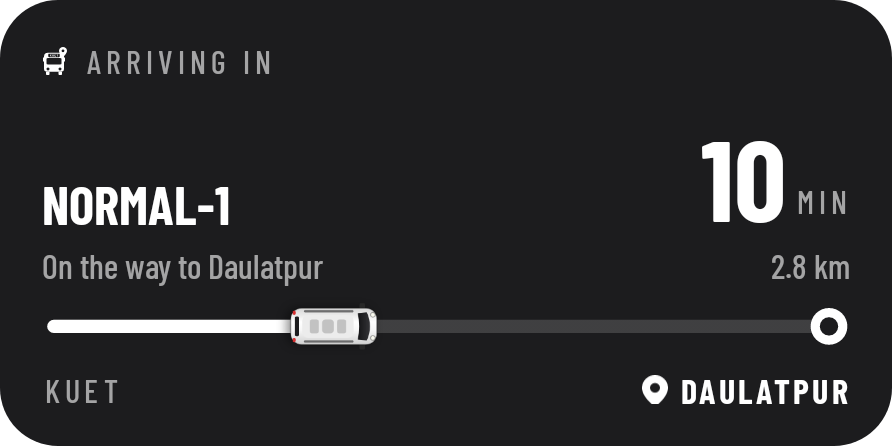 ARRIVING IN
NORMAL-1
10 MIN
On the way to Daulatpur
2.8 km
KUET
DAULATPUR